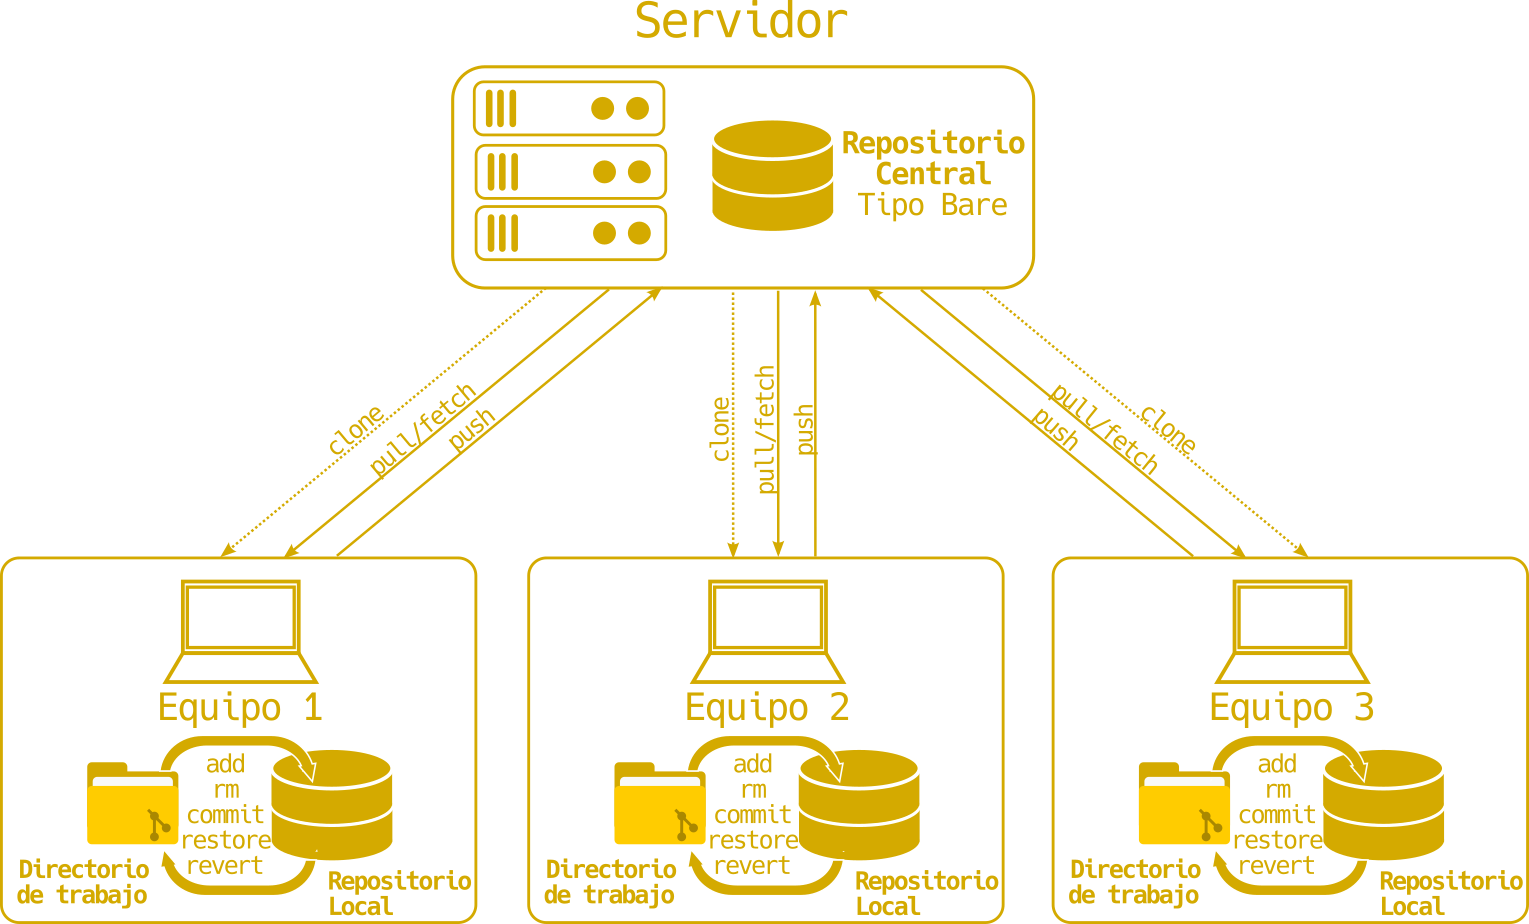 Servidor
Repositorio
Central
Tipo Bare
clone
pull/fetch
push
clone
pull/fetch
push
push
pull/fetch
clone
Equipo 1
add
rm
commit
restore
revert
Directorio
de trabajo
Repositorio
Local
Equipo 2
add
rm
commit
restore
revert
Directorio
de trabajo
Repositorio
Local
Equipo 3
add
rm
commit
restore
revert
Directorio
de trabajo
Repositorio
Local